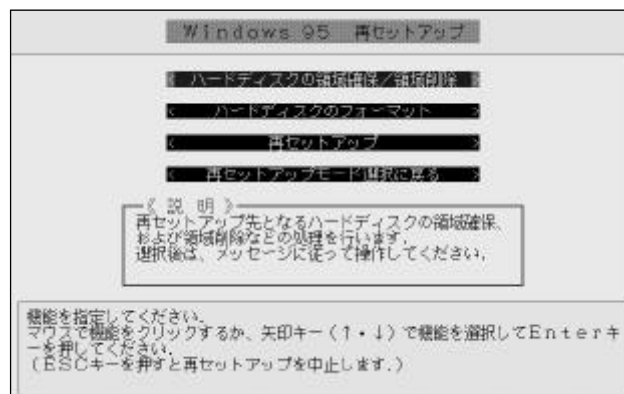 Windows 95 再セットアップ
< ハードディスクの領域確保/領域削除 >
< ハードディスクのフォーマット >
< 再セットアップ >
< 再セットアップモード選択に戻る >
《 説 明 》
再セットアップ先となるハードディスクの領域確保、
および領域削除などの処理を行います.
選択後は、メッセージに従って操作してください.
機能を指定してください.
マウスで機能をクリックするか、矢印キー(↑・↓)で機能を選択してEnterキ
ーを押してください.
(ESCキーを押すと再セットアップを中止します.)